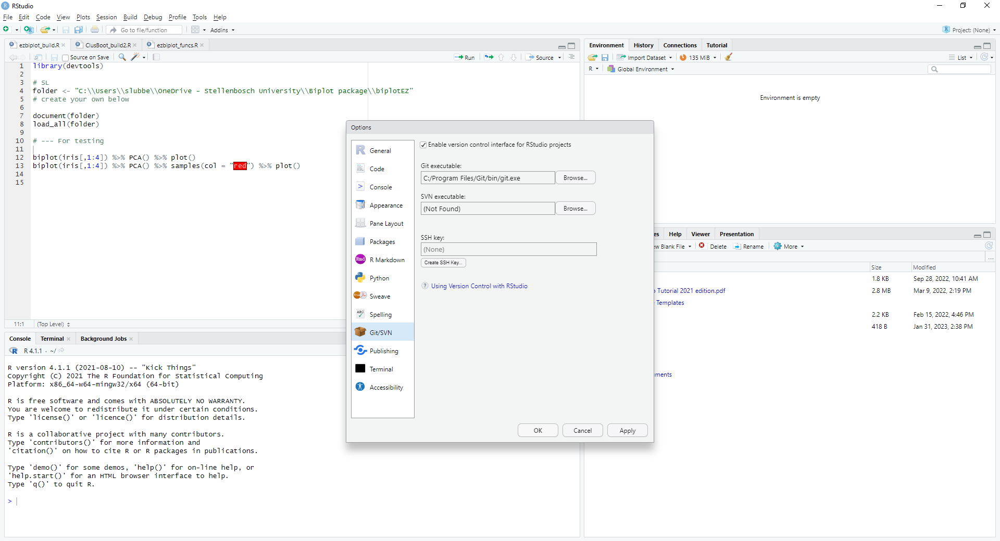 RStudio
File Edit Code View Plots Session Build Debug Profile Tools Help
Go to file/function Addins Project: (None)
ezbiplot_build.R ClusBoot_build2.R ezbiplot_funcs.R
Source on Save Run Source
1 library(devtools)
2
3 # SL
4 folder <- "C:\\Users\\slubbe\\OneDrive - Stellenbosch University\\Biplot package\\biplotEZ"
5 # create your own below
6
7 document(folder)
8 load_all(folder)
9
10 # --- For testing
11
12 biplot(iris[,1:4]) %>% PCA() %>% plot()
13 biplot(iris[,1:4]) %>% PCA() %>% samples(col = "red") %>% plot()
14
15
11:1 (Top Level)
Console Terminal Background Jobs
R 4.1.1 · ~/
R version 4.1.1 (2021-08-10) -- "Kick Things"
Copyright (C) 2021 The R Foundation for Statistical Computing
Platform: x86_64-w64-mingw32/x64 (64-bit)
R is free software and comes with ABSOLUTELY NO WARRANTY.
You are welcome to redistribute it under certain conditions.
Type 'license()' or 'licence()' for distribution details.
R is a collaborative project with many contributors.
Type 'contributors()' for more information and
'citation()' on how to cite R or R packages in publications.
Type 'demo()' for some demos, 'help()' for on-line help, or
'help.start()' for an HTML browser interface to help.
Type 'q()' to quit R.
>
Options
General
Code
Console
Appearance
Pane Layout
Packages
R Markdown
Python
Sweave
Spelling
Git/SVN
Publishing
Terminal
Accessibility
Enable version control interface for RStudio projects
Git executable:
C:/Program Files/Git/bin/git.exe Browse...
SVN executable:
(Not Found) Browse...
SSH key:
(None)
Create SSH Key...
? Using Version Control with RStudio
OK Cancel Apply
Environment History Connections Tutorial
Import Dataset 135 MiB List
R Global Environment
Environment is empty
es Help Viewer Presentation
ew Blank File Delete Rename More
...
Size Modified
1.8 KB Sep 28, 2022, 10:41 AM
Tutorial 2021 edition.pdf 2.8 MB Mar 9, 2022, 2:19 PM
Templates
2.2 KB Feb 15, 2022, 4:46 PM
418 B Jan 31, 2023, 2:38 PM
ments